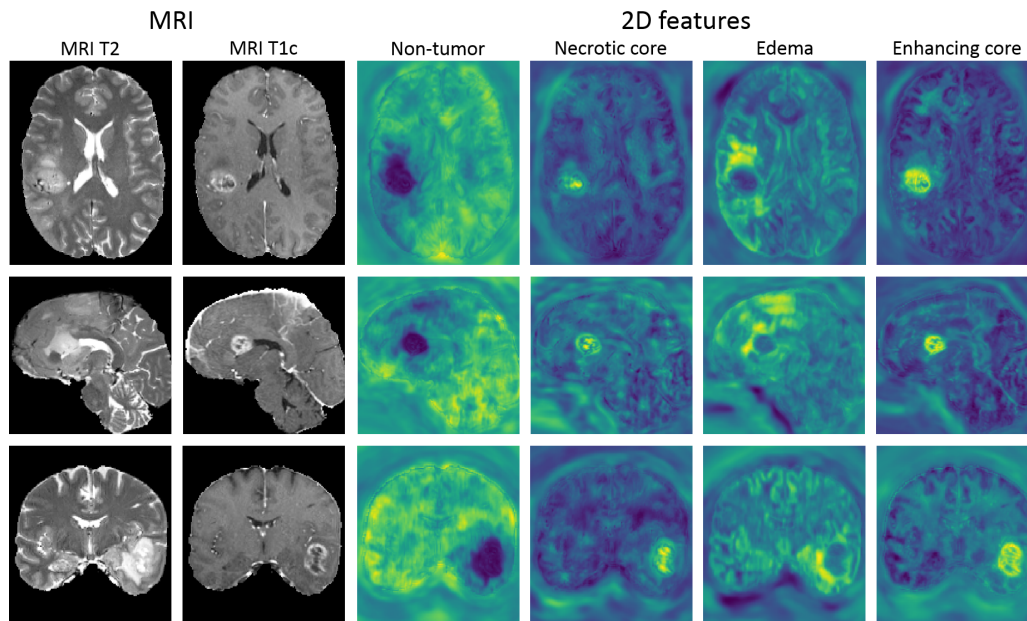 MRI
2D features
MRI T2
MRI T1c
Non-tumor
Necrotic core
Edema
Enhancing core